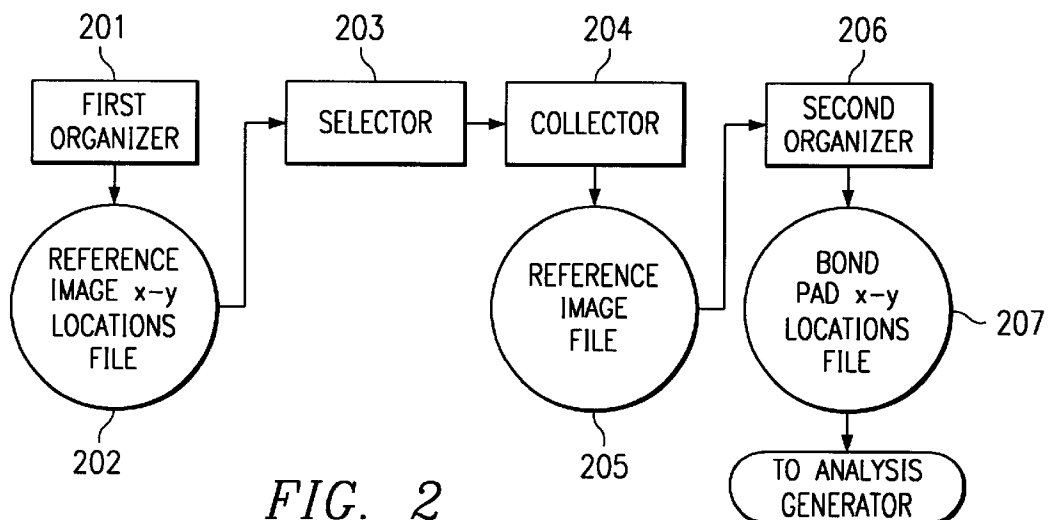 201
203
204
206
FIRST
ORGANIZER
SELECTOR
COLLECTOR
SECOND
ORGANIZER
REFERENCE
IMAGE x-y
LOCATIONS
FILE
REFERENCE
IMAGE
FILE
BOND
PAD x-y
LOCATIONS
FILE
207
202
205
TO ANALYSIS
GENERATOR
FIG. 2